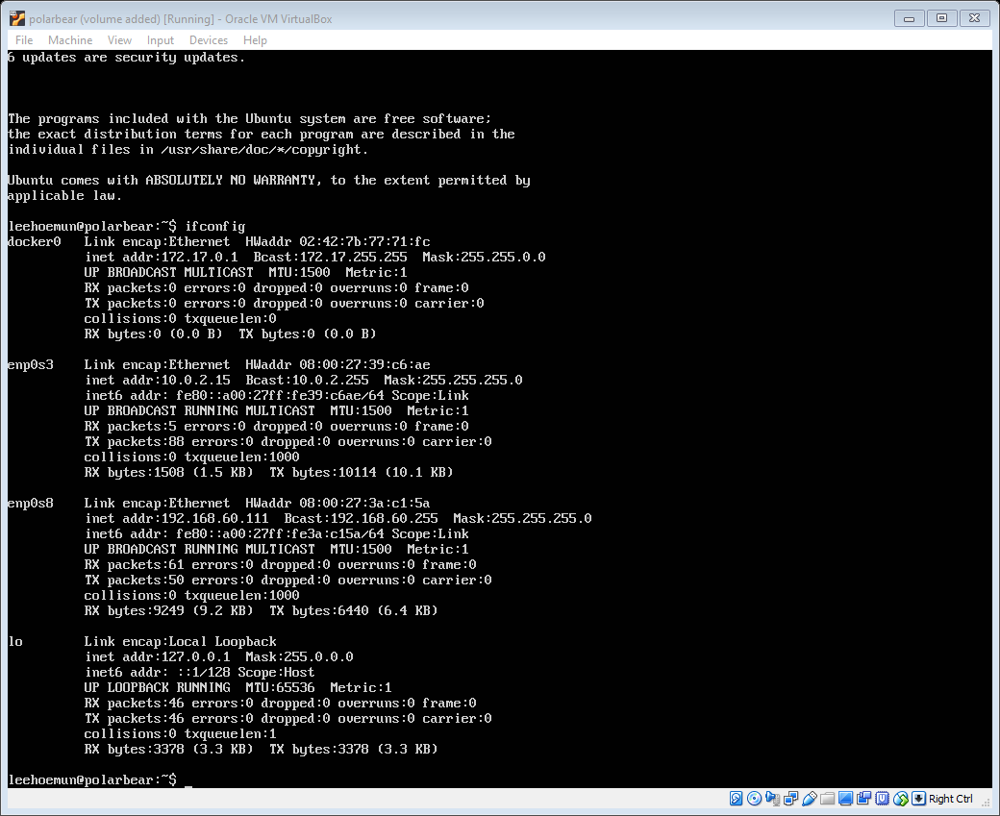 polarbear (volume added) [Running] - Oracle VM VirtualBox
File Machine View Input Devices Help
6 updates are security updates.
The programs included with the Ubuntu system are free software;
the exact distribution terms for each program are described in the
individual files in /usr/share/doc/*/copyright.
Ubuntu comes with ABSOLUTELY NO WARRANTY, to the extent permitted by
applicable law.
leehoemun@polarbear:~$ ifconfig
docker0   Link encap:Ethernet  HWaddr 02:42:7b:77:71:fc
          inet addr:172.17.0.1  Bcast:172.17.255.255  Mask:255.255.0.0
          UP BROADCAST MULTICAST  MTU:1500  Metric:1
          RX packets:0 errors:0 dropped:0 overruns:0 frame:0
          TX packets:0 errors:0 dropped:0 overruns:0 carrier:0
          collisions:0 txqueuelen:0
          RX bytes:0 (0.0 B)  TX bytes:0 (0.0 B)
enp0s3    Link encap:Ethernet  HWaddr 08:00:27:39:c6:ae
          inet addr:10.0.2.15  Bcast:10.0.2.255  Mask:255.255.255.0
          inet6 addr: fe80::a00:27ff:fe39:c6ae/64 Scope:Link
          UP BROADCAST RUNNING MULTICAST  MTU:1500  Metric:1
          RX packets:5 errors:0 dropped:0 overruns:0 frame:0
          TX packets:88 errors:0 dropped:0 overruns:0 carrier:0
          collisions:0 txqueuelen:1000
          RX bytes:1508 (1.5 KB)  TX bytes:10114 (10.1 KB)
enp0s8    Link encap:Ethernet  HWaddr 08:00:27:3a:c1:5a
          inet addr:192.168.60.111  Bcast:192.168.60.255  Mask:255.255.255.0
          inet6 addr: fe80::a00:27ff:fe3a:c15a/64 Scope:Link
          UP BROADCAST RUNNING MULTICAST  MTU:1500  Metric:1
          RX packets:61 errors:0 dropped:0 overruns:0 frame:0
          TX packets:50 errors:0 dropped:0 overruns:0 carrier:0
          collisions:0 txqueuelen:1000
          RX bytes:9249 (9.2 KB)  TX bytes:6440 (6.4 KB)
lo        Link encap:Local Loopback
          inet addr:127.0.0.1  Mask:255.0.0.0
          inet6 addr: ::1/128 Scope:Host
          UP LOOPBACK RUNNING  MTU:65536  Metric:1
          RX packets:46 errors:0 dropped:0 overruns:0 frame:0
          TX packets:46 errors:0 dropped:0 overruns:0 carrier:0
          collisions:0 txqueuelen:1
          RX bytes:3378 (3.3 KB)  TX bytes:3378 (3.3 KB)
leehoemun@polarbear:~$ _
Right Ctrl